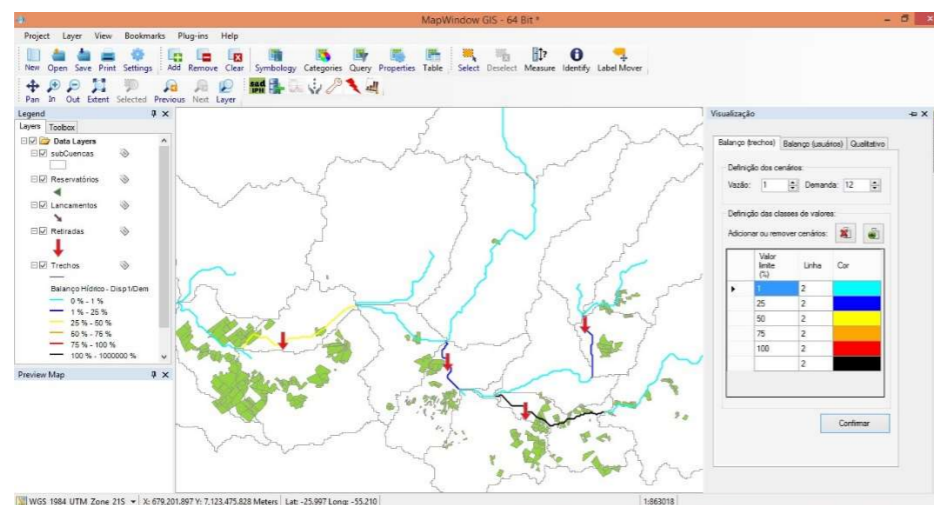 MapWindow GIS - 64 Bit *
Project Layer View Bookmarks Plug-ins Help
New Open Save Print Settings Add Remove Clear Symbology Categories Query Properties Table Select Deselect Measure Identify Label Mover
Pan In Out Extent Selected Previous Next Layer
sad
IPH
Legend
Layers Toolbox
Data Layers
subCuencas
Reservatórios
Lancamentos
Retiradas
Trechos
Balanço Hídrico - Disp1/Dem
0 % - 1 %
1 % - 25 %
25 % - 50 %
50 % - 75 %
75 % - 100 %
100 % - 1000000 %
Preview Map
Visualização
Balanço (trechos) Balanço (usuários) Qualitativo
Definição dos cenários:
Vazão: 1 Demanda: 12
Definição das classes de valores:
Adicionar ou remover cenários:
Valor limite (%) Linha Cor
1 2
25 2
50 2
75 2
100 2
2
Confirmar
WGS 1984 UTM Zone 21S X: 679.201.897 Y: 7,123.475.828 Meters Lat: -25.997 Long: -55.210 1:863018